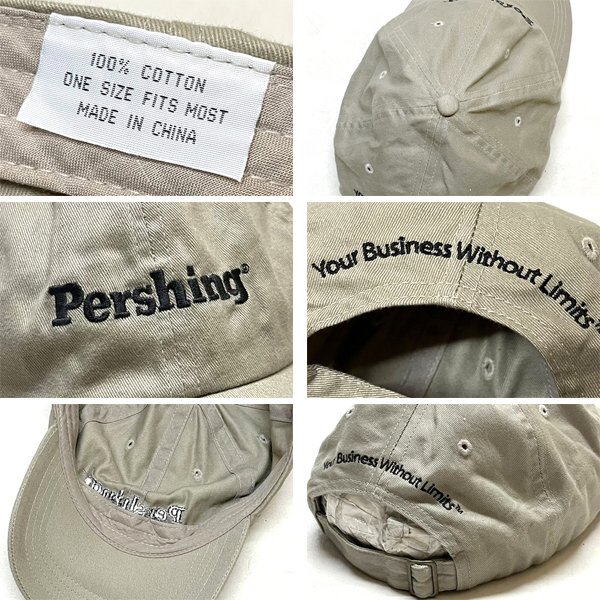 100% COTTON
ONE SIZE FITS MOST
MADE IN CHINA
Pershing®
Your Business Without Limits™
Your Business Without Limits™